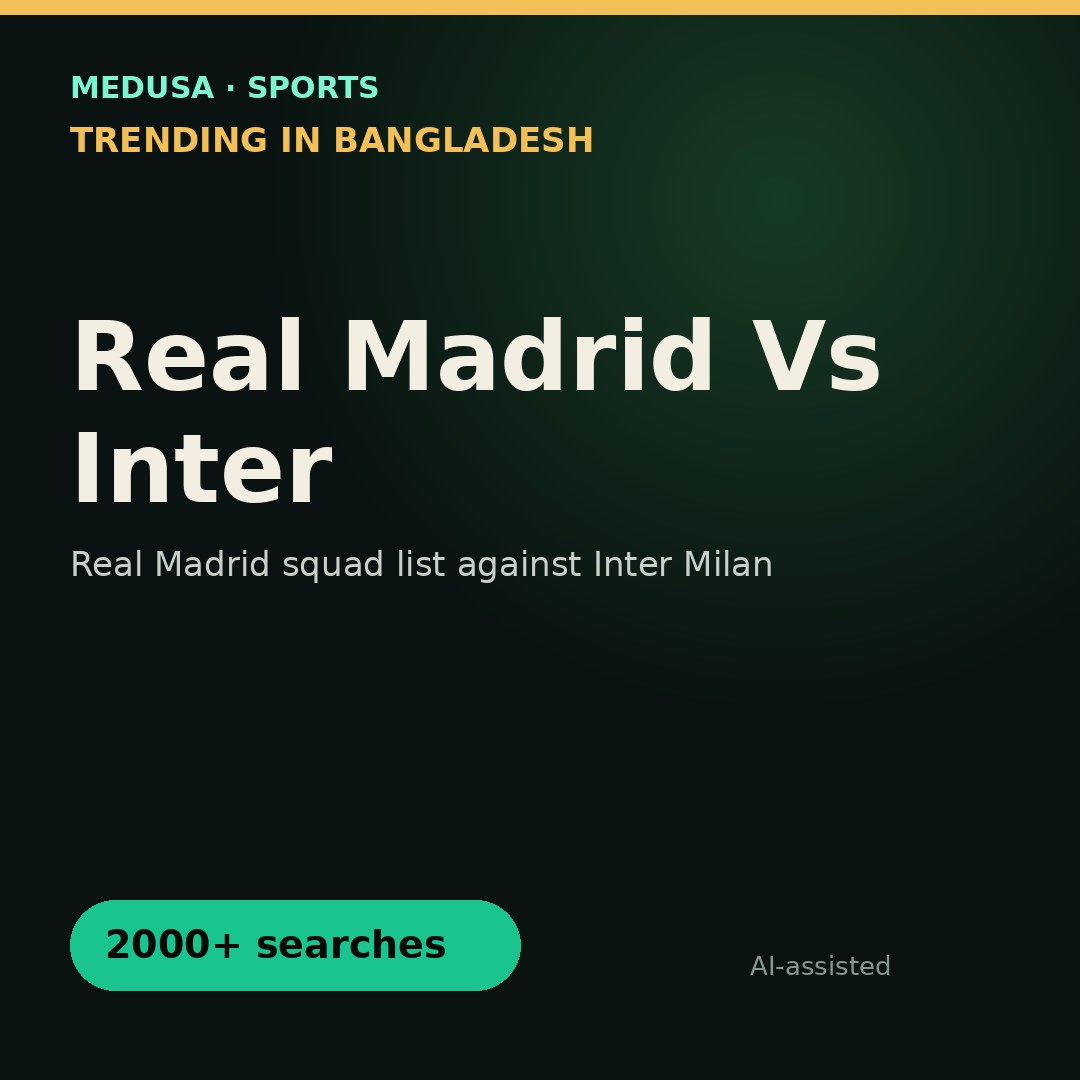 MEDUSA · SPORTS
TRENDING IN BANGLADESH
Real Madrid Vs
Inter
Real Madrid squad list against Inter Milan
2000+ searches
AI-assisted